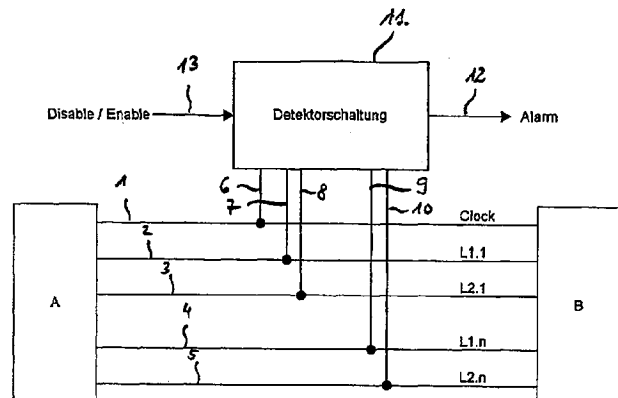 11.
13
12
Disable / Enable
Detektorschaltung
Alarm
6
7
8
9
10
1
Clock
2
L1.1
3
L2.1
A
B
4
L1.n
5
L2.n